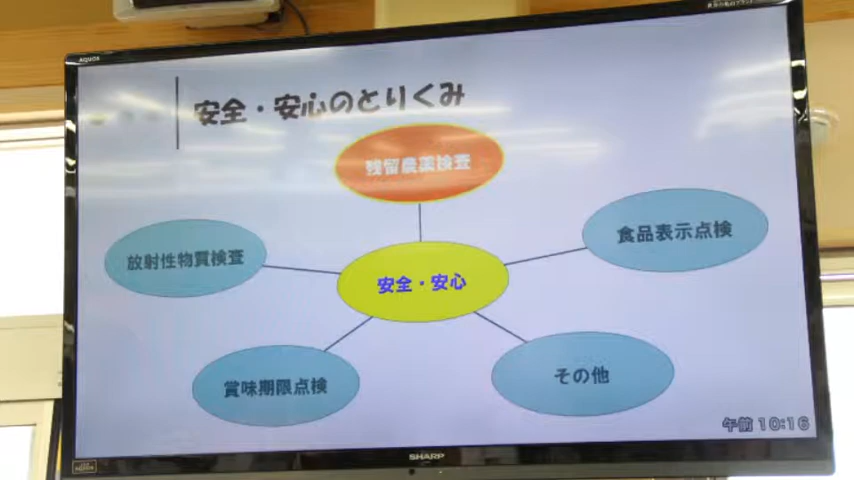 AQUOS
安全・安心のとりくみ
残留農薬検査
放射性物質検査
食品表示点検
安全・安心
賞味期限点検
その他
午前 10:16
SHARP